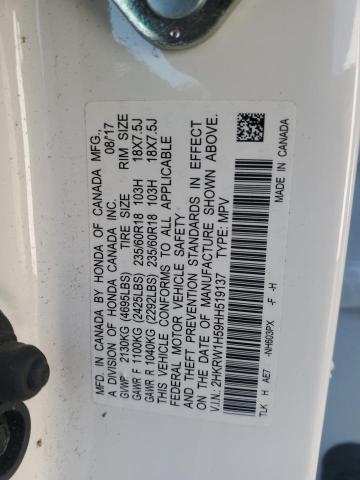 MFD. IN CANADA BY HONDA OF CANADA MFG.,
A DIVISION OF HONDA CANADA INC. 08/17
GVWR 2130KG (4695LBS) TIRE SIZE RIM SIZE
GAWR F 1100KG (2425LBS) 235/60R18 103H 18X7.5J
GAWR R 1040KG (2292LBS) 235/60R18 103H 18X7.5J
THIS VEHICLE CONFORMS TO ALL APPLICABLE
FEDERAL MOTOR VEHICLE SAFETY
AND THEFT PREVENTION STANDARDS IN EFFECT
ON THE DATE OF MANUFACTURE SHOWN ABOVE.
V.I.N.: 2HKRW1H59HH519137 TYPE: MPV
TLK H AE7 -NH603PX -F -H
MADE IN CANADA